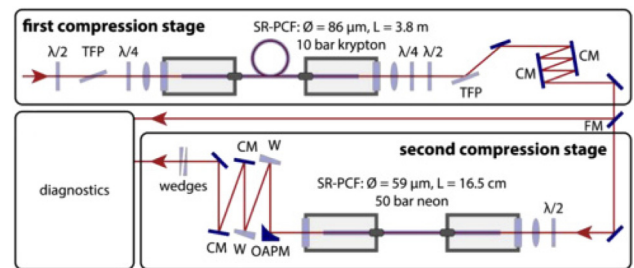 first compression stage
SR-PCF: Ø = 86 µm, L = 3.8 m
10 bar krypton
λ/2
TFP
λ/4
λ/4 λ/2
TFP
CM
CM
FM
diagnostics
wedges
CM
W
CM
W
OAPM
second compression stage
SR-PCF: Ø = 59 µm, L = 16.5 cm
50 bar neon
λ/2